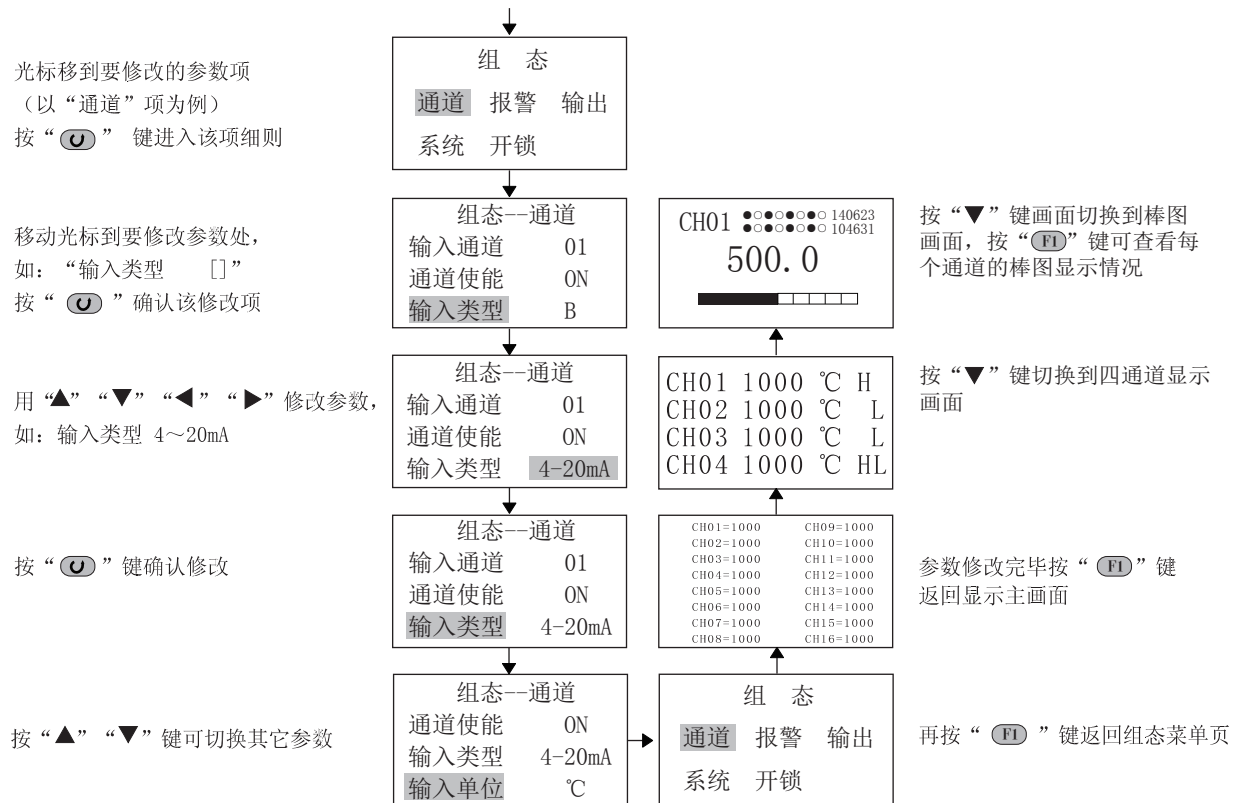 光标移到要修改的参数项
（以“通道”项为例）
按“ ”键进入该项细则
组 态
通道 报警 输出
系统 开锁
移动光标到要修改参数处，
如：“输入类型 []”
按“ ”确认该修改项
组态--通道
输入通道 01
通道使能 ON
输入类型 B
用“▲”“▼”“◀”“▶”修改参数，
如：输入类型 4～20mA
组态--通道
输入通道 01
通道使能 ON
输入类型 4-20mA
按“ ”键确认修改
组态--通道
输入通道 01
通道使能 ON
输入类型 4-20mA
按“▲”“▼”键可切换其它参数
组态--通道
通道使能 ON
输入类型 4-20mA
输入单位 ℃
组 态
通道 报警 输出
系统 开锁
再按“ F1 ”键返回组态菜单页
CH01=1000 CH09=1000
CH02=1000 CH10=1000
CH03=1000 CH11=1000
CH04=1000 CH12=1000
CH05=1000 CH13=1000
CH06=1000 CH14=1000
CH07=1000 CH15=1000
CH08=1000 CH16=1000
参数修改完毕按“ F1 ”键
返回显示主画面
CH01 1000 ℃ H
CH02 1000 ℃ L
CH03 1000 ℃ L
CH04 1000 ℃ HL
按“▼”键切换到四通道显示
画面
CH01 ●○●○●○●○ 140623
●○●○●○●○ 104631
500.0
按“▼”键画面切换到棒图
画面，按“F1”键可查看每
个通道的棒图显示情况